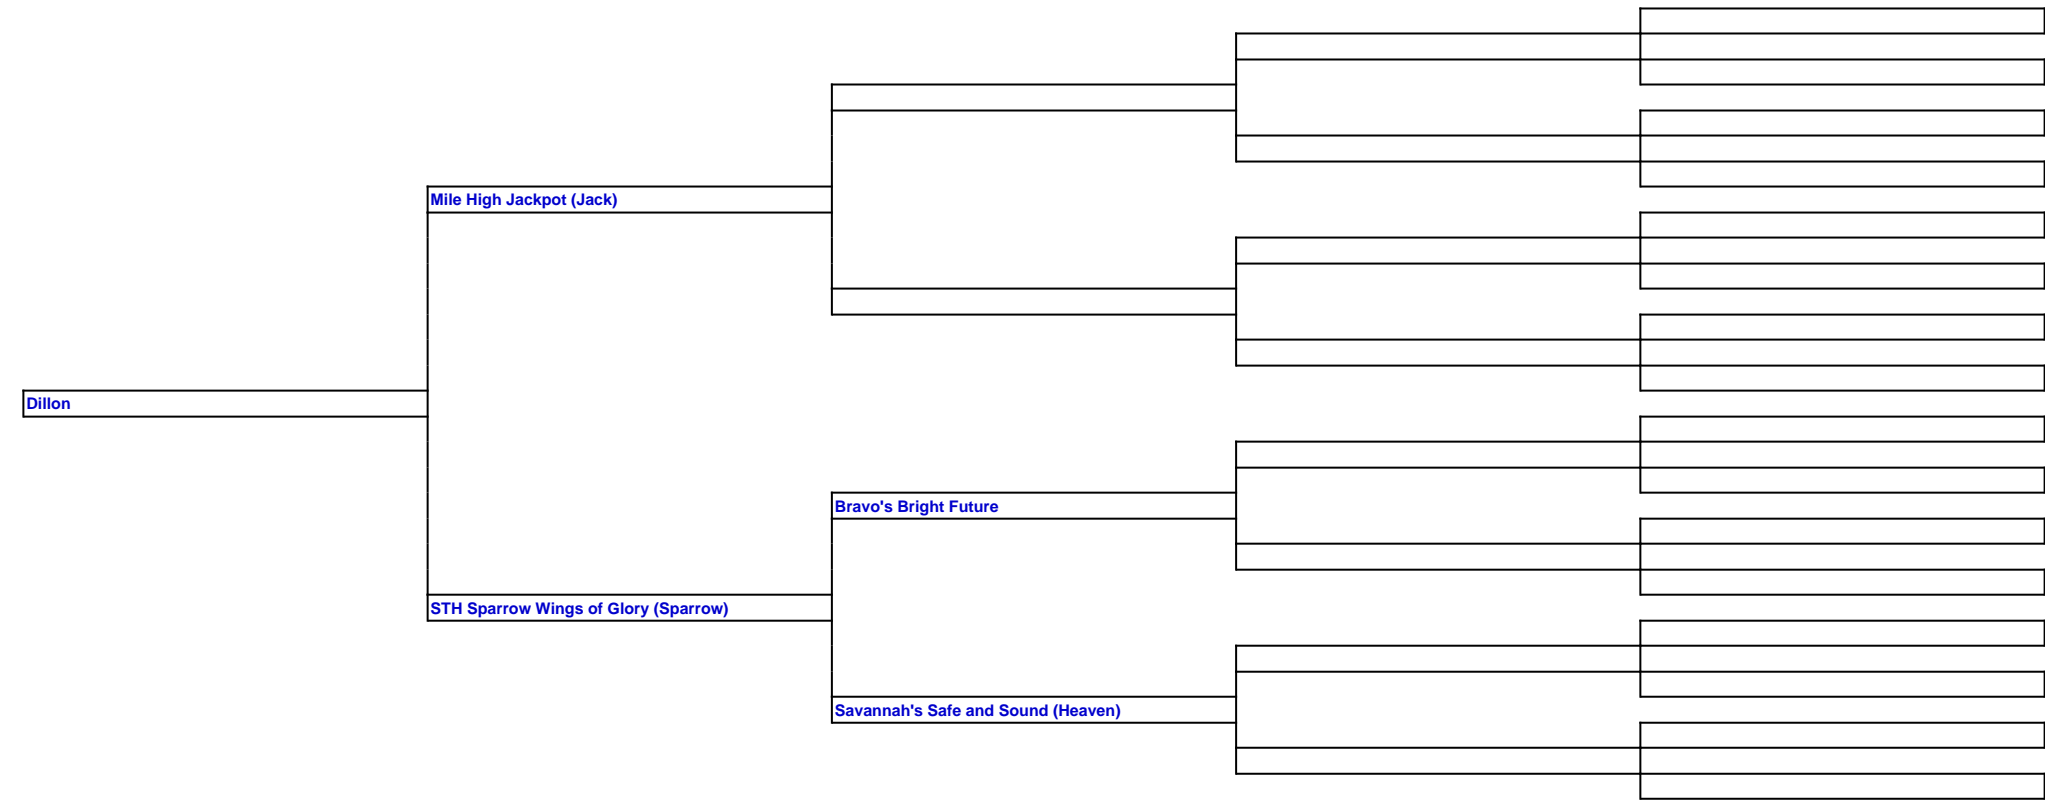 Mile High Jackpot (Jack)
Dillon
Bravo's Bright Future
STH Sparrow Wings of Glory (Sparrow)
Savannah's Safe and Sound (Heaven)